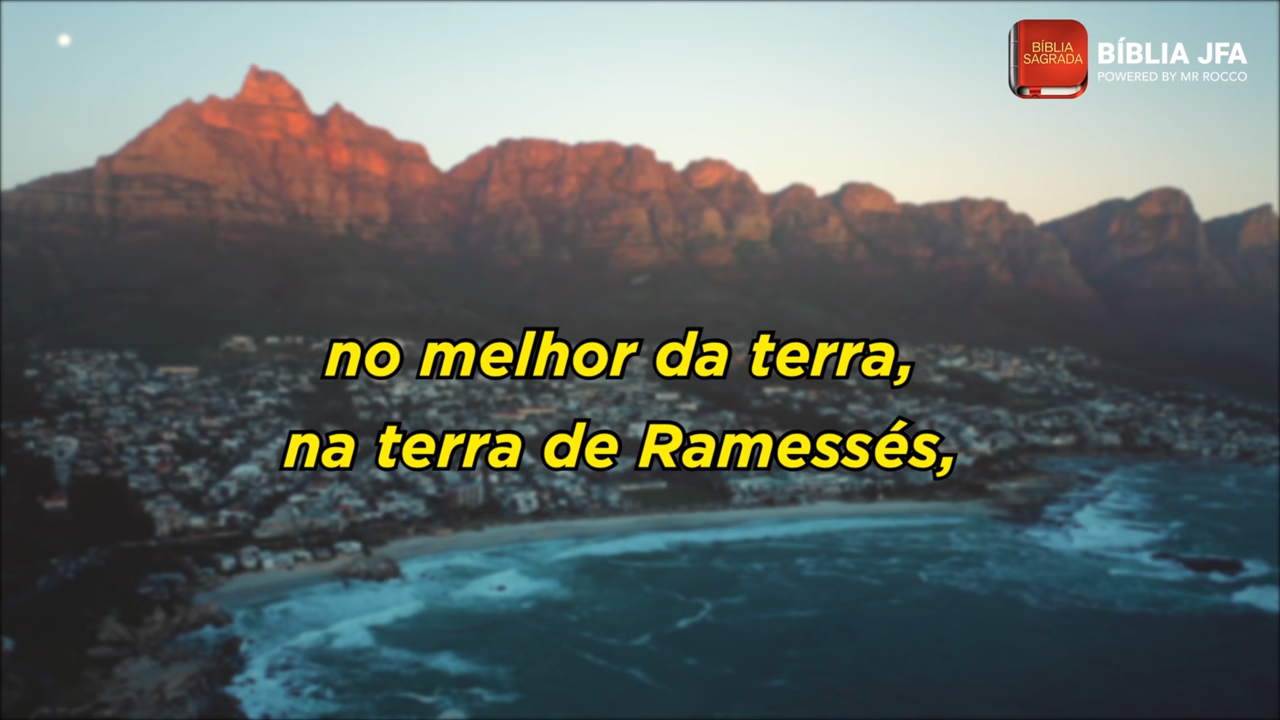 BÍBLIA
SAGRADA
BÍBLIA JFA
POWERED BY MR ROCCO
no melhor da terra,
na terra de Ramessés,